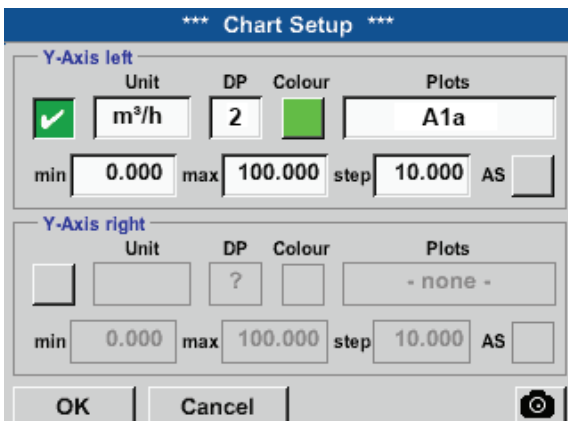 *** Chart Setup ***
Y-Axis left
Unit DP Colour Plots
m³/h 2 A1a
min 0.000 max 100.000 step 10.000 AS
Y-Axis right
Unit DP Colour Plots
? - none -
min 0.000 max 100.000 step 10.000 AS
OK Cancel